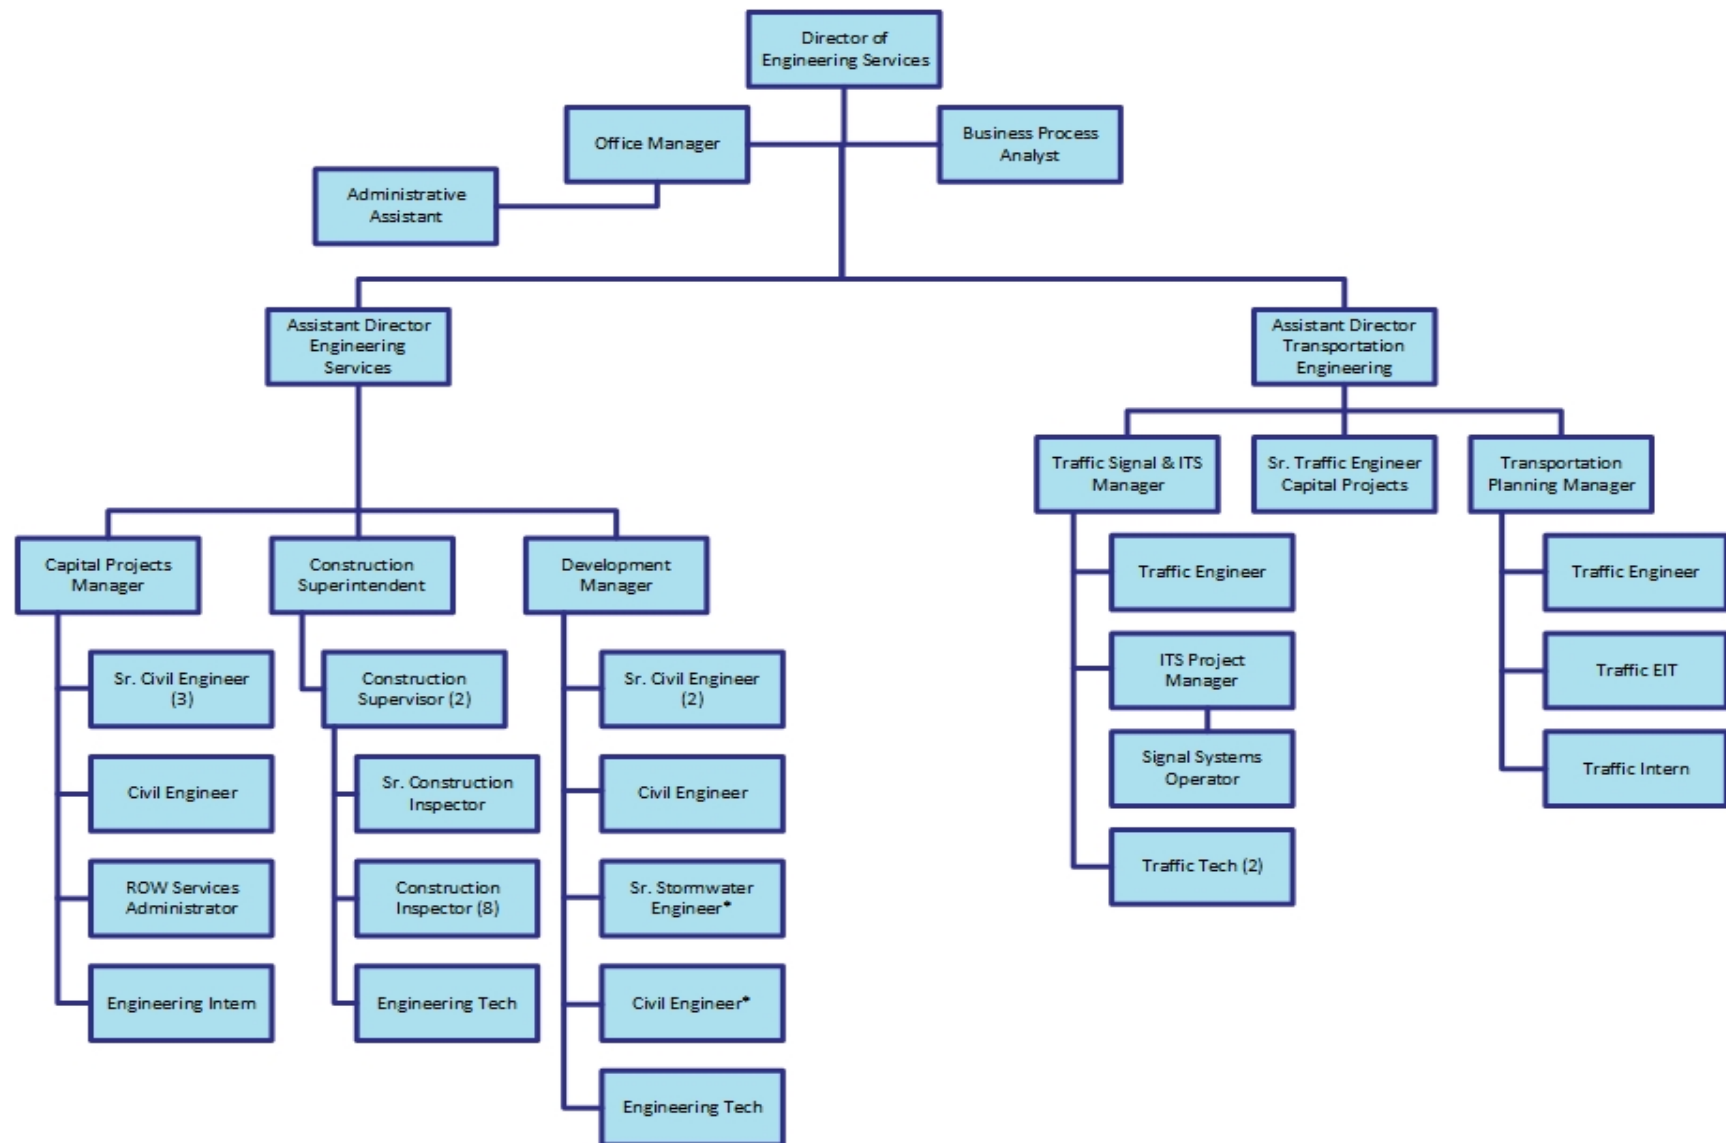 Director of
Engineering Services
Office Manager
Business Process
Analyst
Administrative
Assistant
Assistant Director
Engineering
Services
Assistant Director
Transportation
Engineering
Traffic Signal & ITS
Manager
Sr. Traffic Engineer
Capital Projects
Transportation
Planning Manager
Capital Projects
Manager
Construction
Superintendent
Development
Manager
Sr. Civil Engineer
(3)
Civil Engineer
ROW Services
Administrator
Engineering Intern
Construction
Supervisor (2)
Sr. Construction
Inspector
Construction
Inspector (8)
Engineering Tech
Sr. Civil Engineer
(2)
Civil Engineer
Sr. Stormwater
Engineer*
Civil Engineer*
Engineering Tech
Traffic Engineer
ITS Project
Manager
Signal Systems
Operator
Traffic Tech (2)
Traffic Engineer
Traffic EIT
Traffic Intern